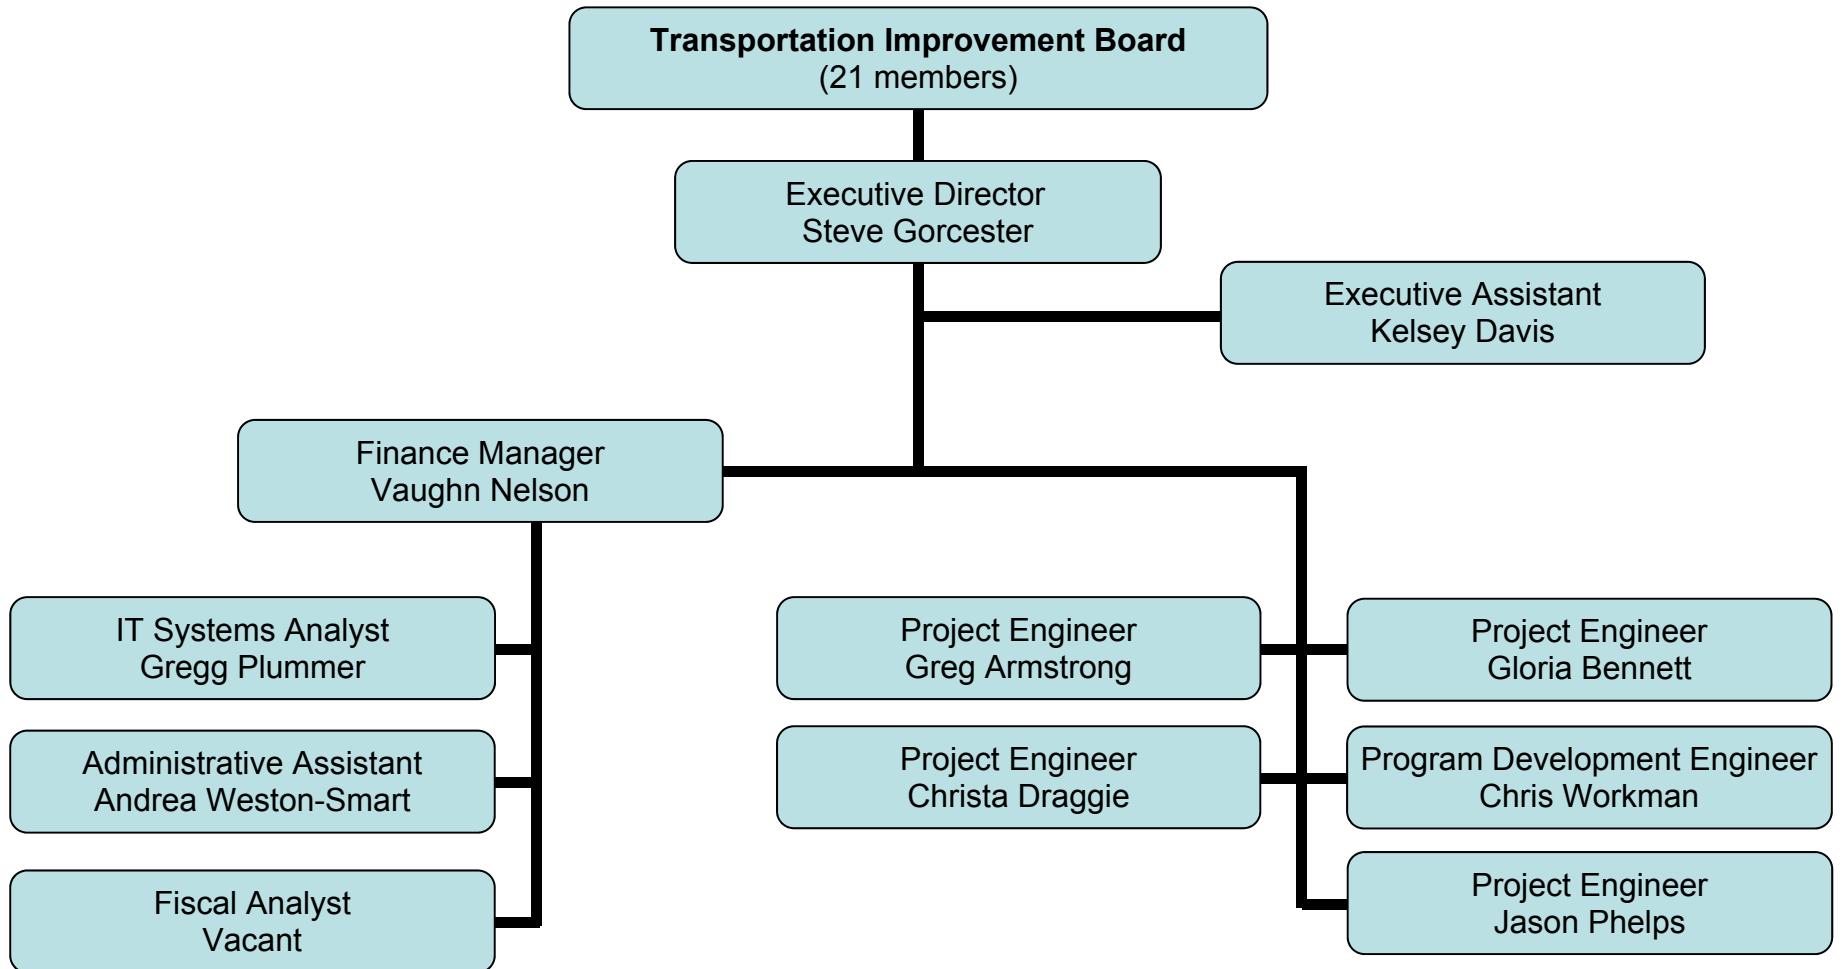 Transportation Improvement Board
(21 members)
Executive Director
Steve Gorcester
Executive Assistant
Kelsey Davis
Finance Manager
Vaughn Nelson
IT Systems Analyst
Gregg Plummer
Administrative Assistant
Andrea Weston-Smart
Fiscal Analyst
Vacant
Project Engineer
Greg Armstrong
Project Engineer
Christa Draggie
Project Engineer
Gloria Bennett
Program Development Engineer
Chris Workman
Project Engineer
Jason Phelps